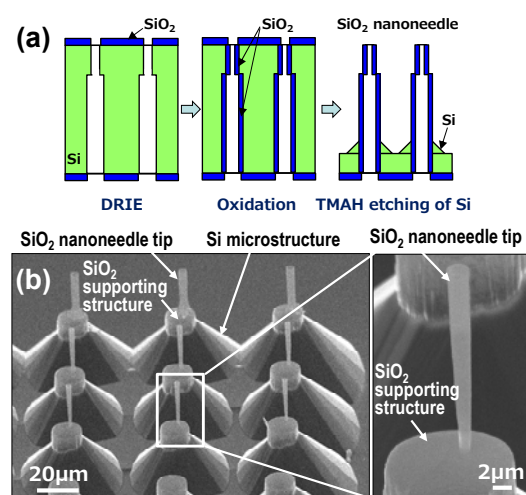 (a)
SiO2
SiO2
SiO2 nanoneedle
Si
Si
DRIE
Oxidation
TMAH etching of Si
SiO2 nanoneedle tip
Si microstructure
SiO2 nanoneedle tip
(b)
SiO2
supporting
structure
SiO2
supporting
structure
20μm
2μm